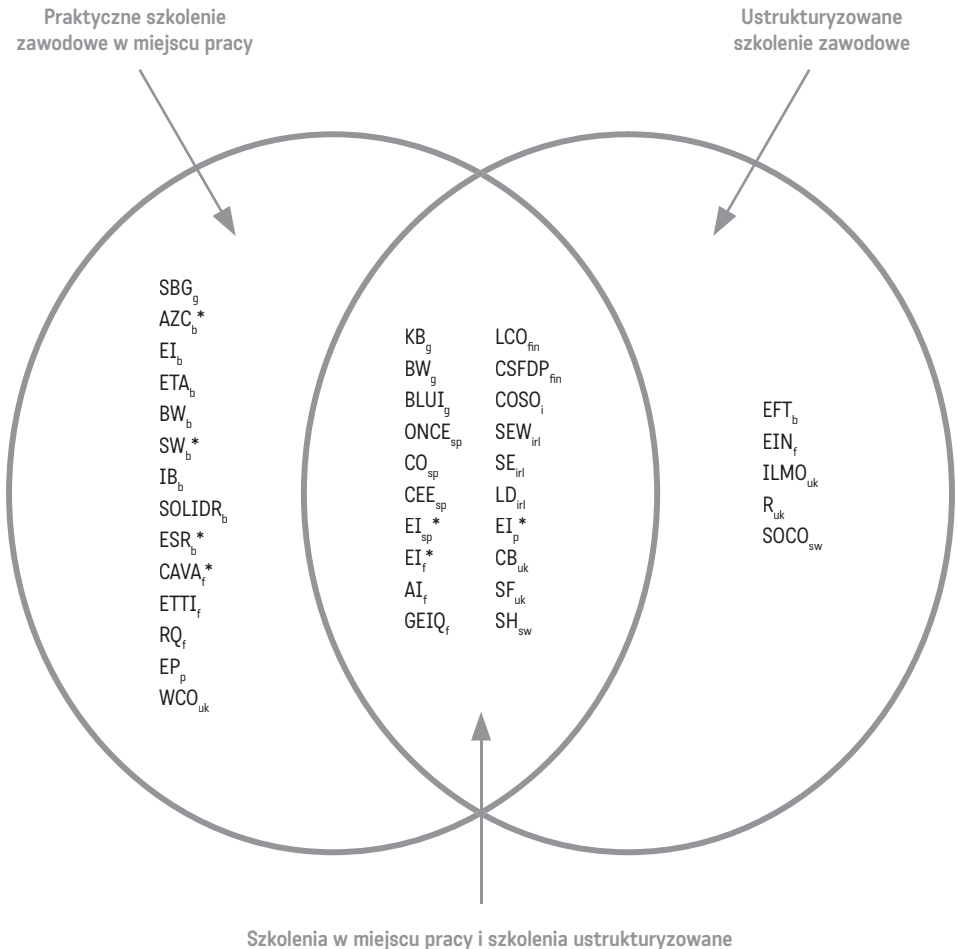 Praktyczne szkolenie
zawodowe w miejscu pracy
Ustrukturyzowane
szkolenie zawodowe
SBG_g
AZC_b*
EI_b
ETA_b
BW_b
SW_b*
IB_b
SOLIDR_b
ESR_b*
CAVA_f*
ETTI_f
RQ_f
EP_p
WCO_uk
KB_g
BW_g
BLUI_g
ONCE_sp
CO_sp
CEE_sp
EI_sp*
EI_f*
AI_f
GEIQ_f
LCO_fin
CSFDP_fin
COSO_i
SEW_irl
SE_irl
LD_irl
EI_p*
CB_uk
SF_uk
SH_sw
EFT_b
EIN_f
ILMO_uk
R_uk
SOCO_sw
Szkolenia w miejscu pracy i szkolenia ustrukturyzowane